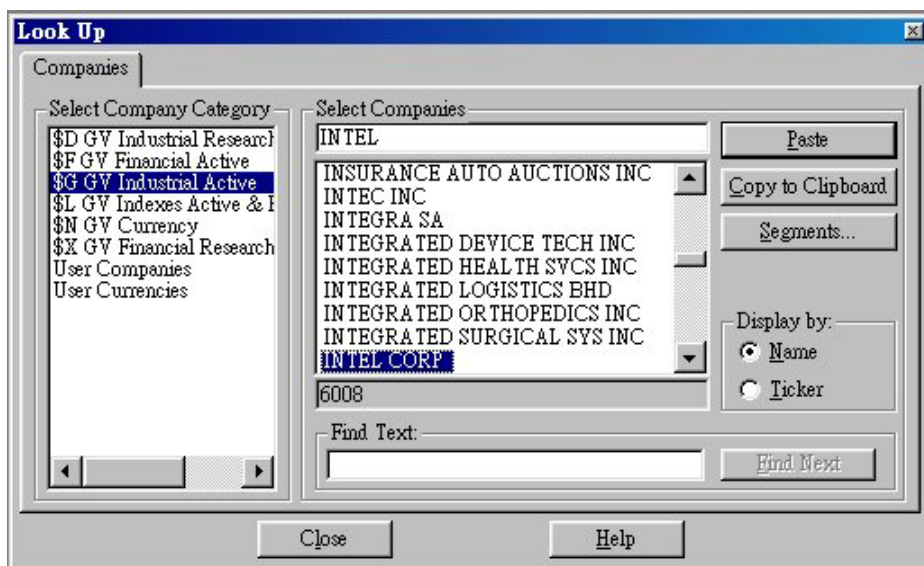 Look Up
Companies
Select Company Category
$D GV Industrial Research
$F GV Financial Active
$G GV Industrial Active
$L GV Indexes Active &
$N GV Currency
$X GV Financial Research
User Companies
User Currencies
Select Companies
INTEL
INSURANCE AUTO AUCTIONS INC
INTEC INC
INTEGRA SA
INTEGRATED DEVICE TECH INC
INTEGRATED HEALTH SVCS INC
INTEGRATED LOGISTICS BHD
INTEGRATED ORTHOPEDICS INC
INTEGRATED SURGICAL SYS INC
INTEL CORP
6008
Find Text:
Find Next
Paste
Copy to Clipboard
Segments...
Display by:
Name
Ticker
Close
Help